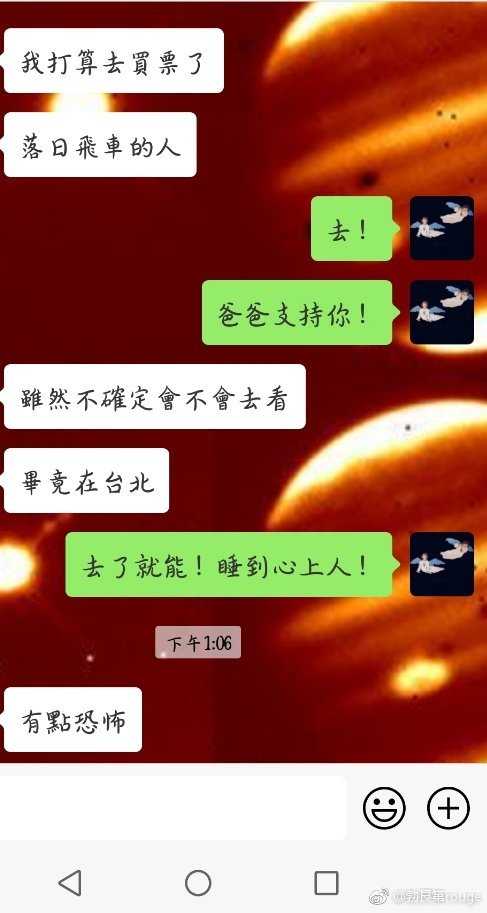 我打算去買票了
落日飛車的人
去！
爸爸支持你！
雖然不確定會不會去看
畢竟在台北
去了就能！睡到心上人！
下午1:06
有點恐怖